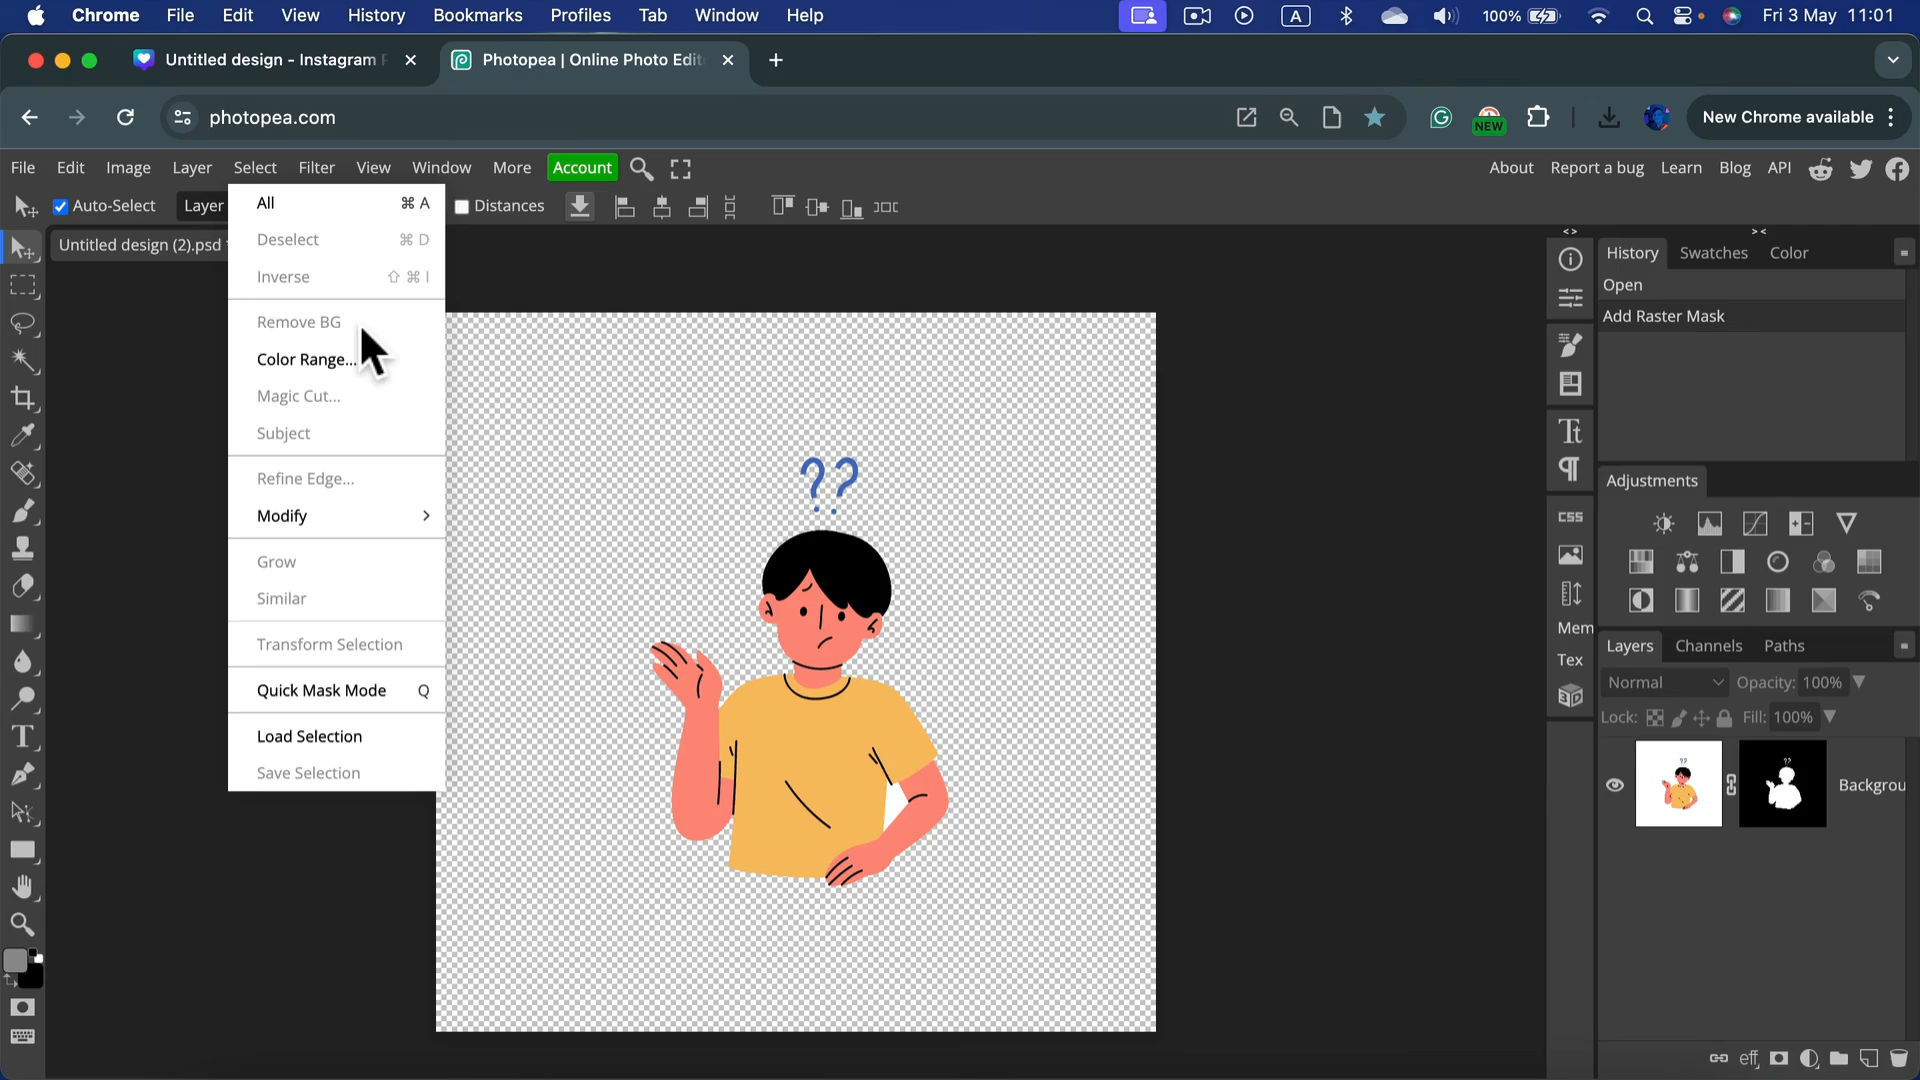 Chrome File Edit View History Bookmarks Profiles Tab Window Help A 100% Fri 3 May 11:01
Untitled design - Instagram Photopea | Online Photo Edit
photopea.com NEW New Chrome available
File Edit Image Layer Select Filter View Window More Account About Report a bug Learn Blog API
Auto-Select Layer Distances
Untitled design (2).psd
All ⌘ A
Deselect ⌘ D
Inverse ⇧ ⌘ I
Remove BG
Color Range...
Magic Cut...
Subject
Refine Edge...
Modify >
Grow
Similar
Transform Selection
Quick Mask Mode Q
Load Selection
Save Selection
??
<> ><
History Swatches Color
Open
Add Raster Mask
Tt
¶
CSS
Mem
Tex
3D
Adjustments
Layers Channels Paths
Normal Opacity: 100%
Lock: Fill: 100%
Backgrou
eff
T